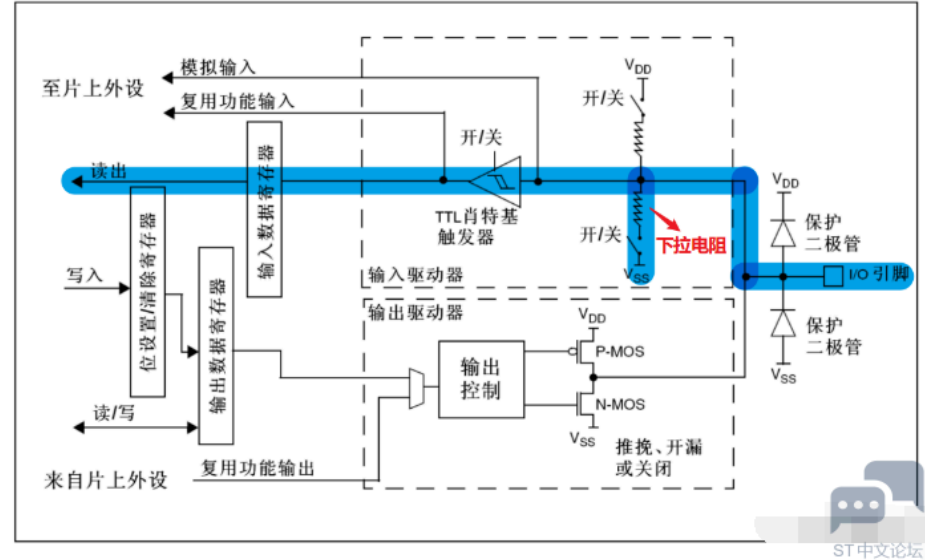 模拟输入
至片上外设
复用功能输入
开/关
VDD
开/关
读出
输入数据寄存器
TTL肖特基
触发器
开/关
下拉电阻
VSS
VDD
保护
二极管
I/O 引脚
保护
二极管
VSS
写入
位设置/清除寄存器
输出数据寄存器
输入驱动器
输出驱动器
VDD
P-MOS
输出
控制
N-MOS
VSS
读/写
推挽、开漏
或关闭
来自片上外设
复用功能输出
ST中文论坛